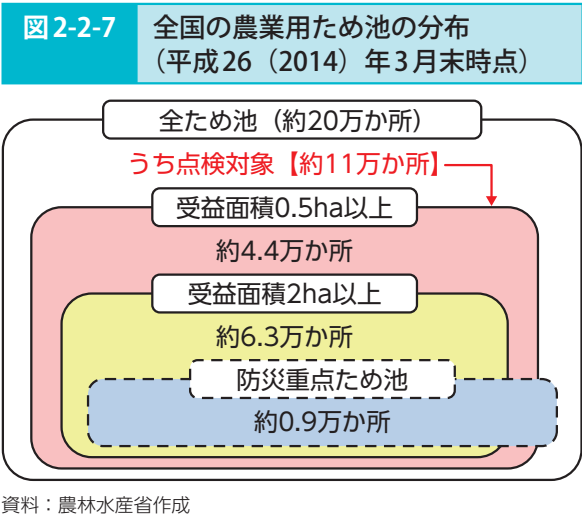 図2-2-7
全国の農業用ため池の分布
（平成26（2014）年3月末時点）
全ため池（約20万か所）
うち点検対象【約11万か所】
受益面積0.5ha以上
約4.4万か所
受益面積2ha以上
約6.3万か所
防災重点ため池
約0.9万か所
資料：農林水産省作成